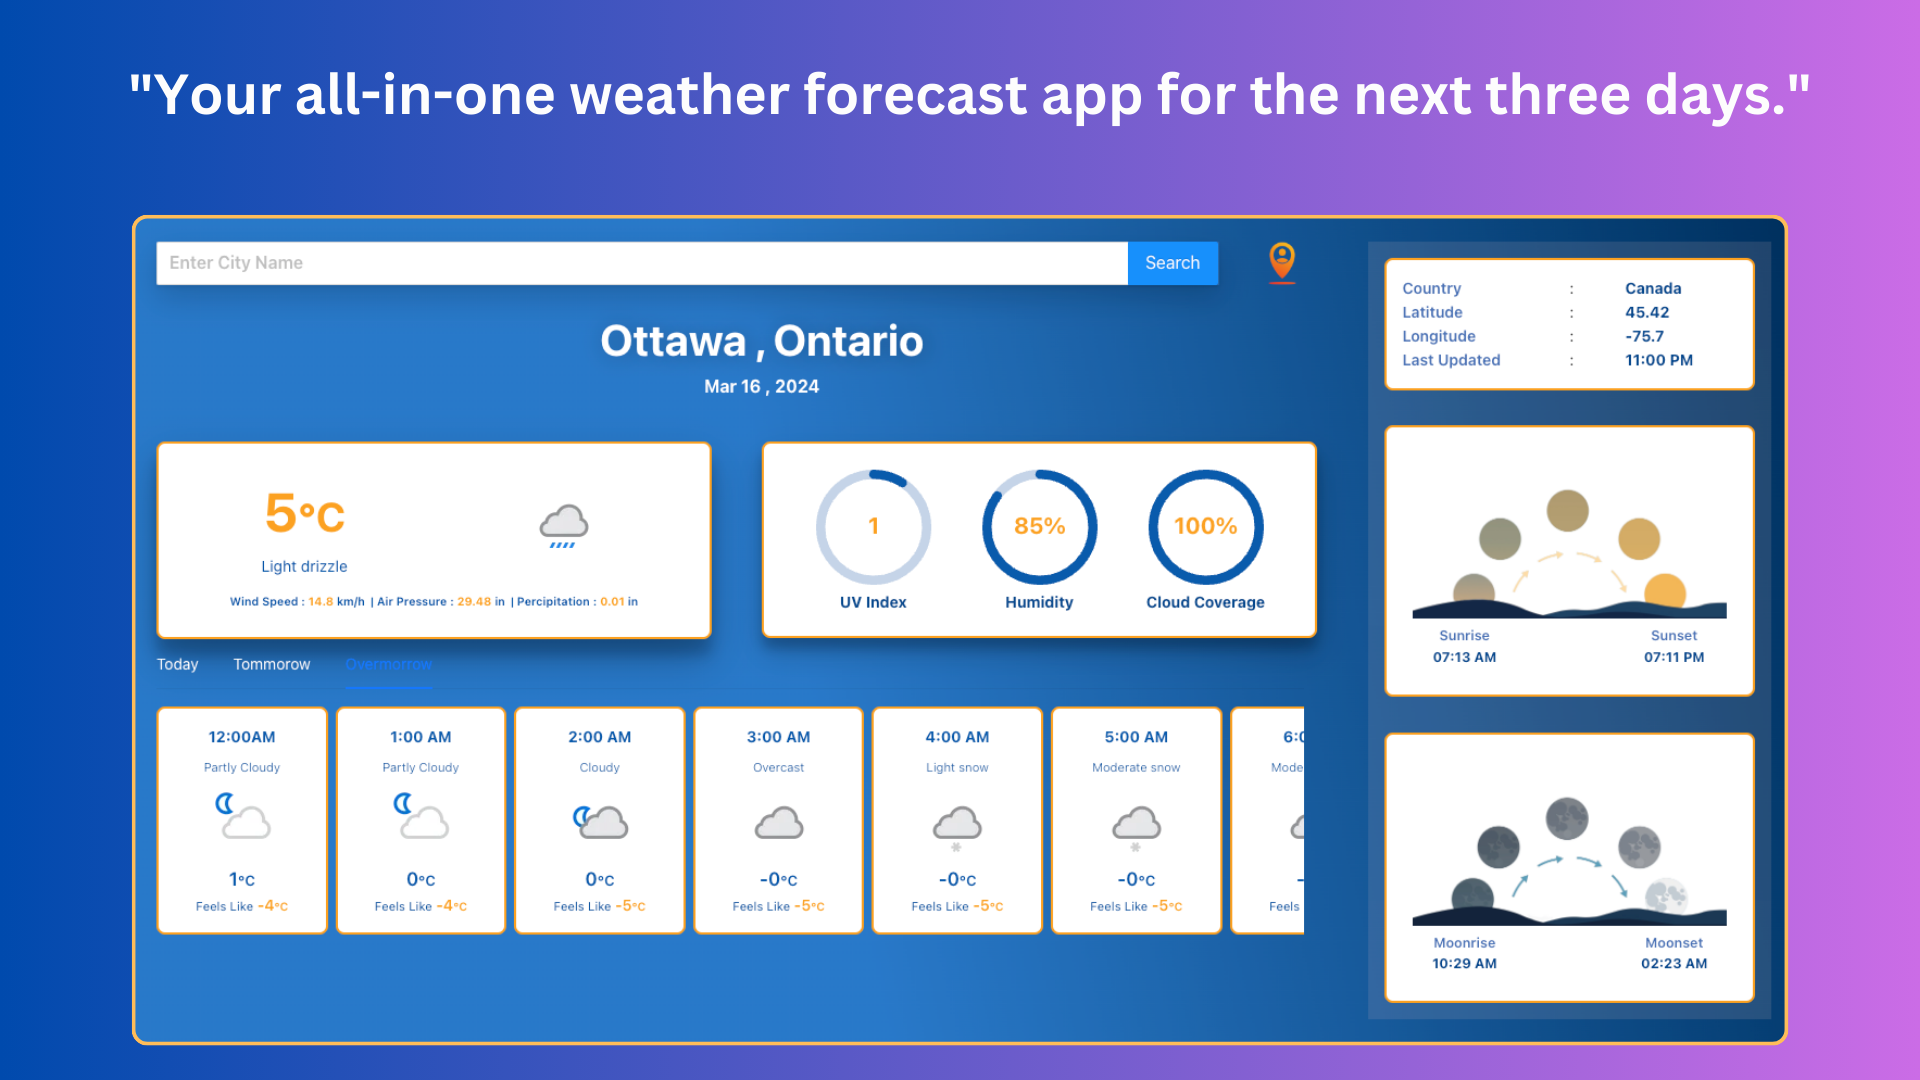 "Your all-in-one weather forecast app for the next three days."
Enter City Name
Search
Ottawa , Ontario
Mar 16 , 2024
5°C
Light drizzle
Wind Speed : 14.8 km/h | Air Pressure : 29.48 in | Percipitation : 0.01 in
1
UV Index
85%
Humidity
100%
Cloud Coverage
Today Tommorow Overmorrow
12:00AM
Partly Cloudy
1°C
Feels Like -4°C
1:00 AM
Partly Cloudy
0°C
Feels Like -4°C
2:00 AM
Cloudy
0°C
Feels Like -5°C
3:00 AM
Overcast
-0°C
Feels Like -5°C
4:00 AM
Light snow
-0°C
Feels Like -5°C
5:00 AM
Moderate snow
-0°C
Feels Like -5°C
Feels
Country : Canada
Latitude : 45.42
Longitude : -75.7
Last Updated : 11:00 PM
Sunrise
07:13 AM
Sunset
07:11 PM
Moonrise
10:29 AM
Moonset
02:23 AM